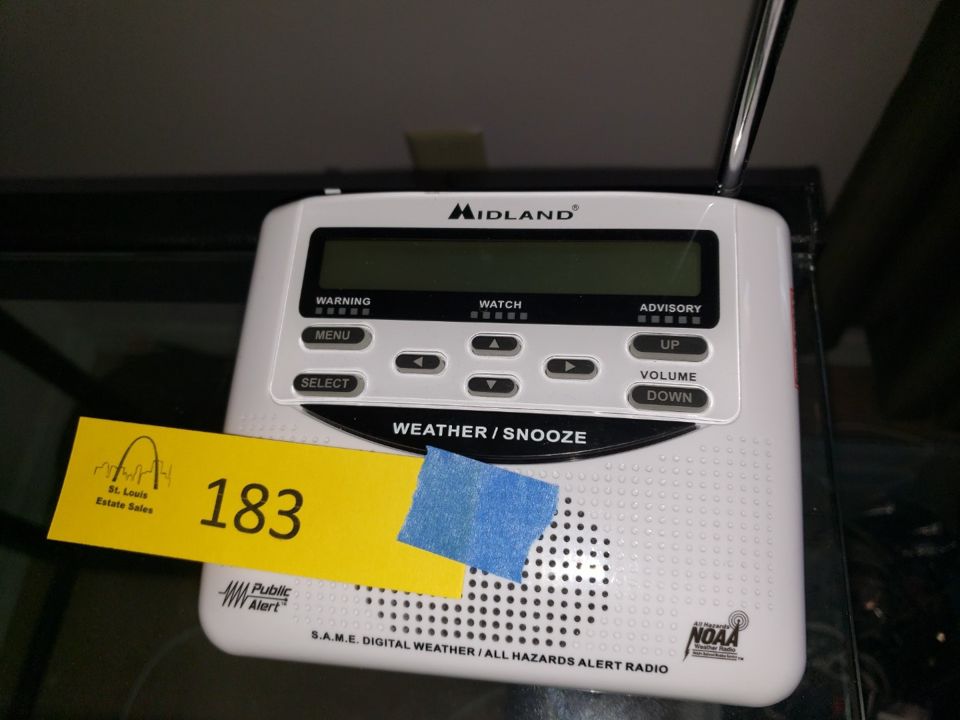 MIDLAND®
WARNING
WATCH
ADVISORY
MENU
UP
SELECT
VOLUME
DOWN
WEATHER / SNOOZE
St. Louis
Estate Sales
183
Public
Alert™
All Hazards
NOAA
Weather Radio
S.A.M.E. DIGITAL WEATHER / ALL HAZARDS ALERT RADIO